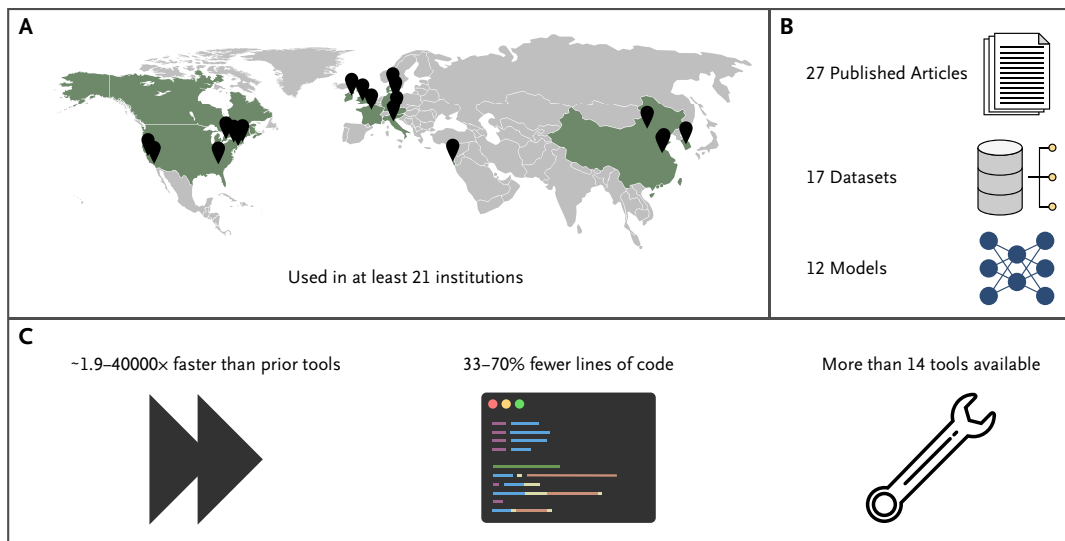 A
Used in at least 21 institutions
B
27 Published Articles
17 Datasets
12 Models
C
~1.9–40000× faster than prior tools
33–70% fewer lines of code
More than 14 tools available